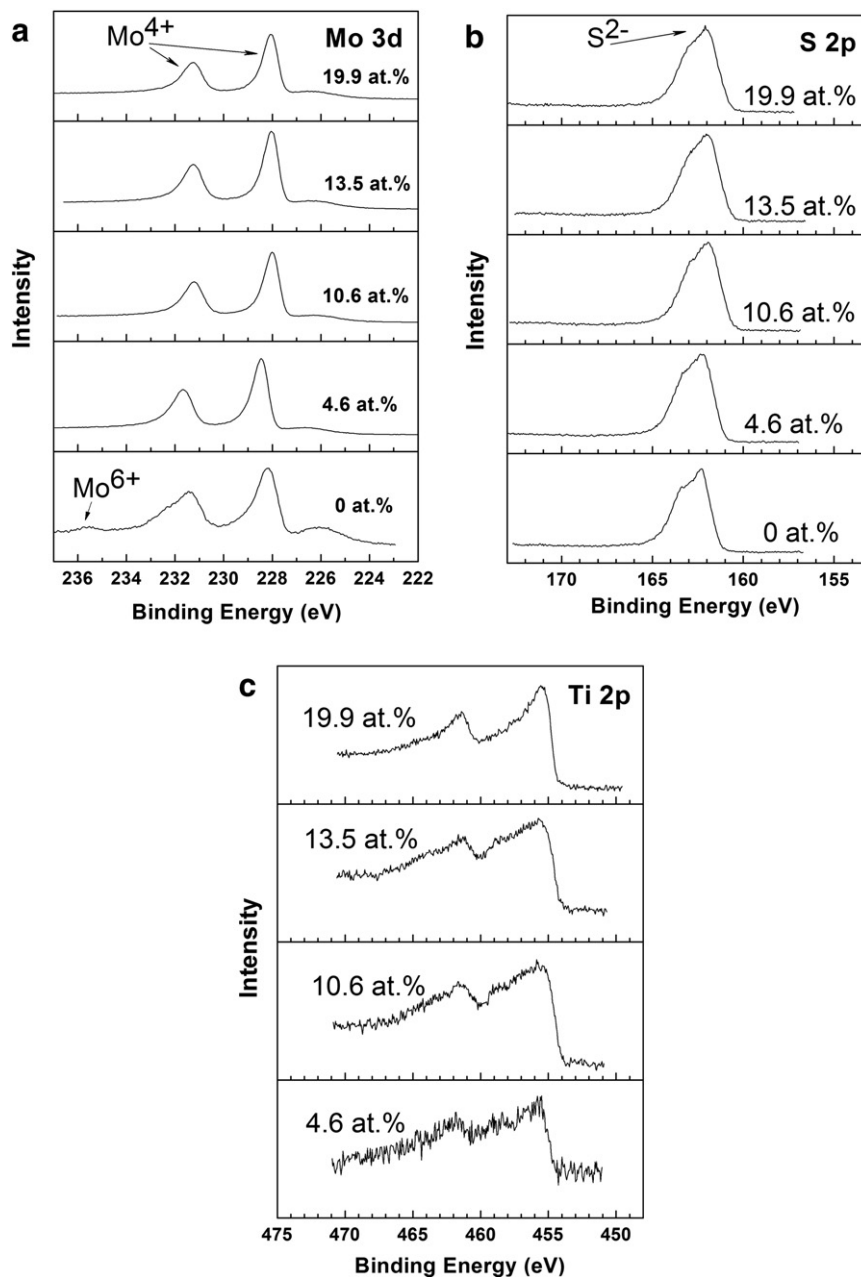 a
Mo4+
Mo 3d
19.9 at.%
13.5 at.%
10.6 at.%
4.6 at.%
Mo6+
0 at.%
236 234 232 230 228 226 224 222
Binding Energy (eV)
Intensity
b
S2-
S 2p
19.9 at.%
13.5 at.%
10.6 at.%
4.6 at.%
0 at.%
170 165 160 155
Binding Energy (eV)
Intensity
c
Ti 2p
19.9 at.%
13.5 at.%
10.6 at.%
4.6 at.%
475 470 465 460 455 450
Binding Energy (eV)
Intensity